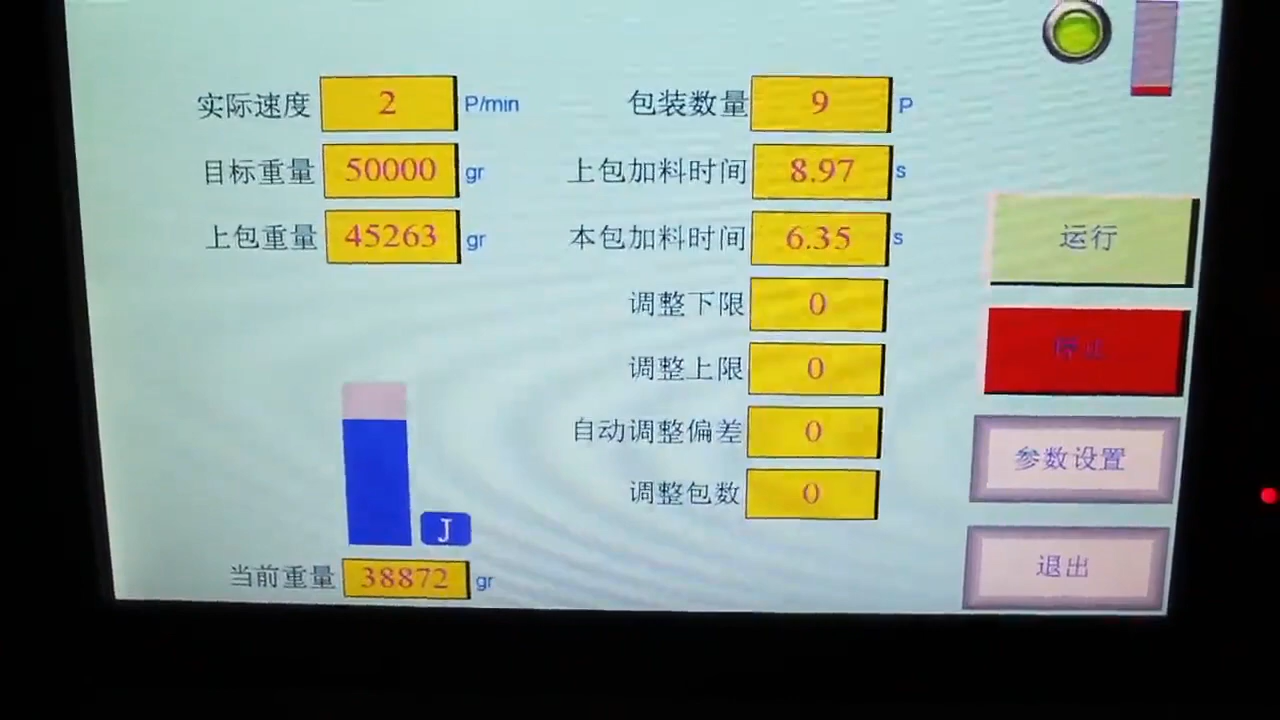 实际速度 2 P/min 包装数量 9 P
目标重量 50000 gr 上包加料时间 8.97 s
上包重量 45263 gr 本包加料时间 6.35 s
运行
调整下限 0
停止
调整上限 0
自动调整偏差 0
参数设置
调整包数 0
J
退出
当前重量 38872 gr